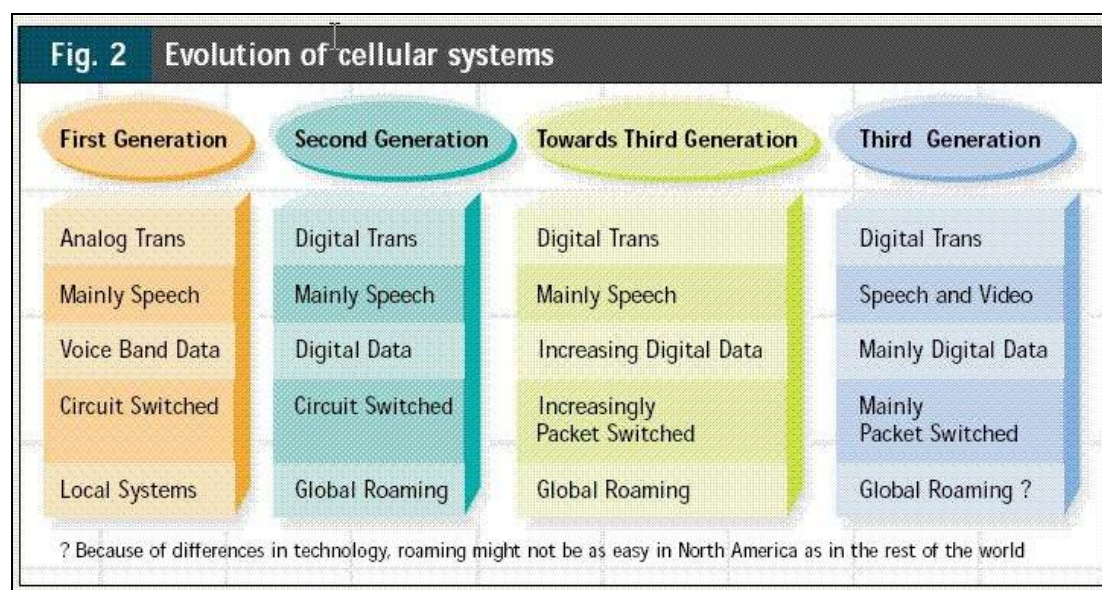 Fig. 2 Evolution of cellular systems
First Generation
Analog Trans
Mainly Speech
Voice Band Data
Circuit Switched
Local Systems
Second Generation
Digital Trans
Mainly Speech
Digital Data
Circuit Switched
Global Roaming
Towards Third Generation
Digital Trans
Mainly Speech
Increasing Digital Data
Increasingly
Packet Switched
Global Roaming
Third Generation
Digital Trans
Speech and Video
Mainly Digital Data
Mainly
Packet Switched
Global Roaming ?
? Because of differences in technology, roaming might not be as easy in North America as in the rest of the world